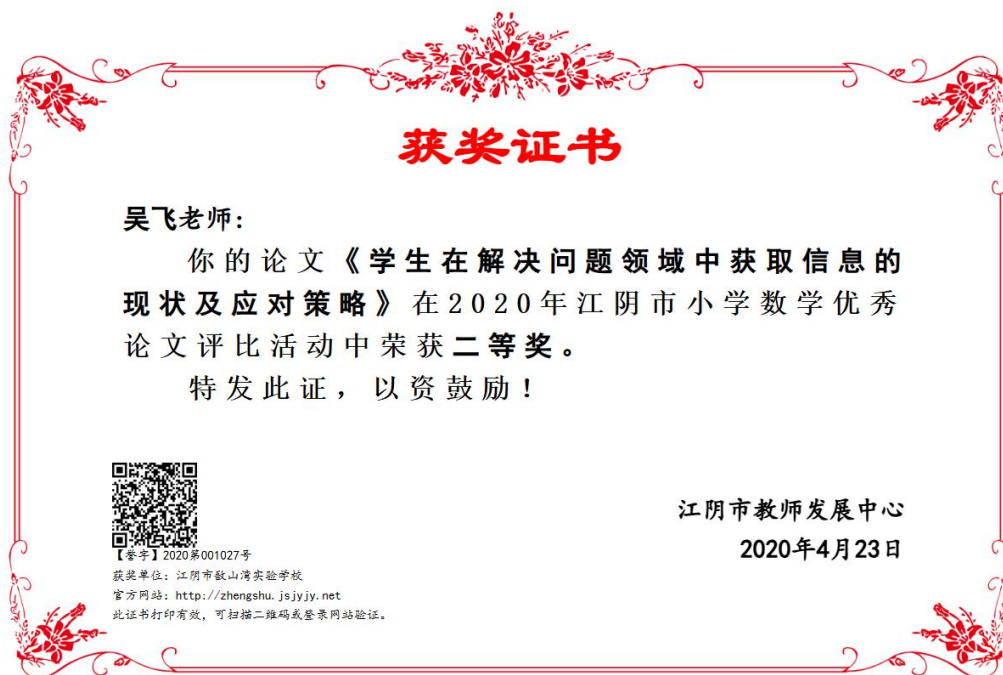 获奖证书
吴飞老师:
你的论文《学生在解决问题领域中获取信息的
现状及应对策略》在2020年江阴市小学数学优秀
论文评比活动中荣获二等奖。
特发此证，以资鼓励！
江阴市教师发展中心
2020年4月23日
【誉字】2020第001027号
获奖单位：江阴市敔山湾实验学校
官方网站：http://zhengshu.jsjyjy.net
此证书打印有效，可扫描二维码或登录网站验证。